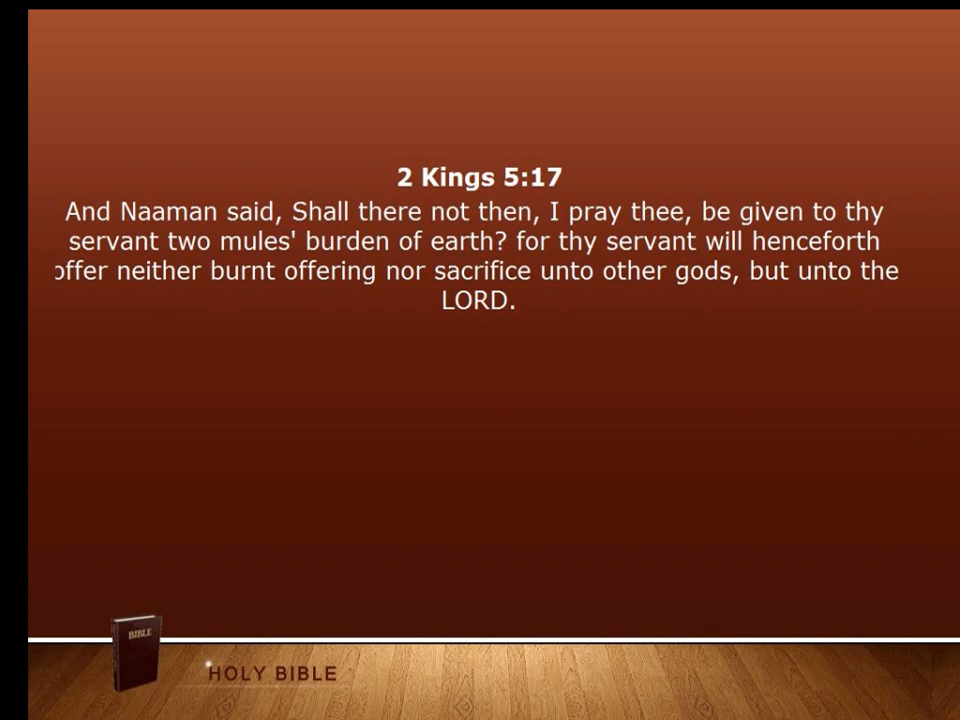 2 Kings 5:17
And Naaman said, Shall there not then, I pray thee, be given to thy
servant two mules' burden of earth? for thy servant will henceforth
offer neither burnt offering nor sacrifice unto other gods, but unto the
LORD.
BIBLE
HOLY BIBLE